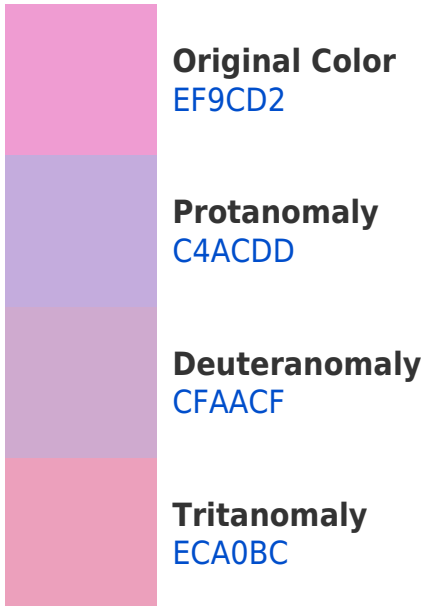 Original Color
EF9CD2
Protanomaly
C4ACDD
Deuteranomaly
CFAACF
Tritanomaly
ECA0BC